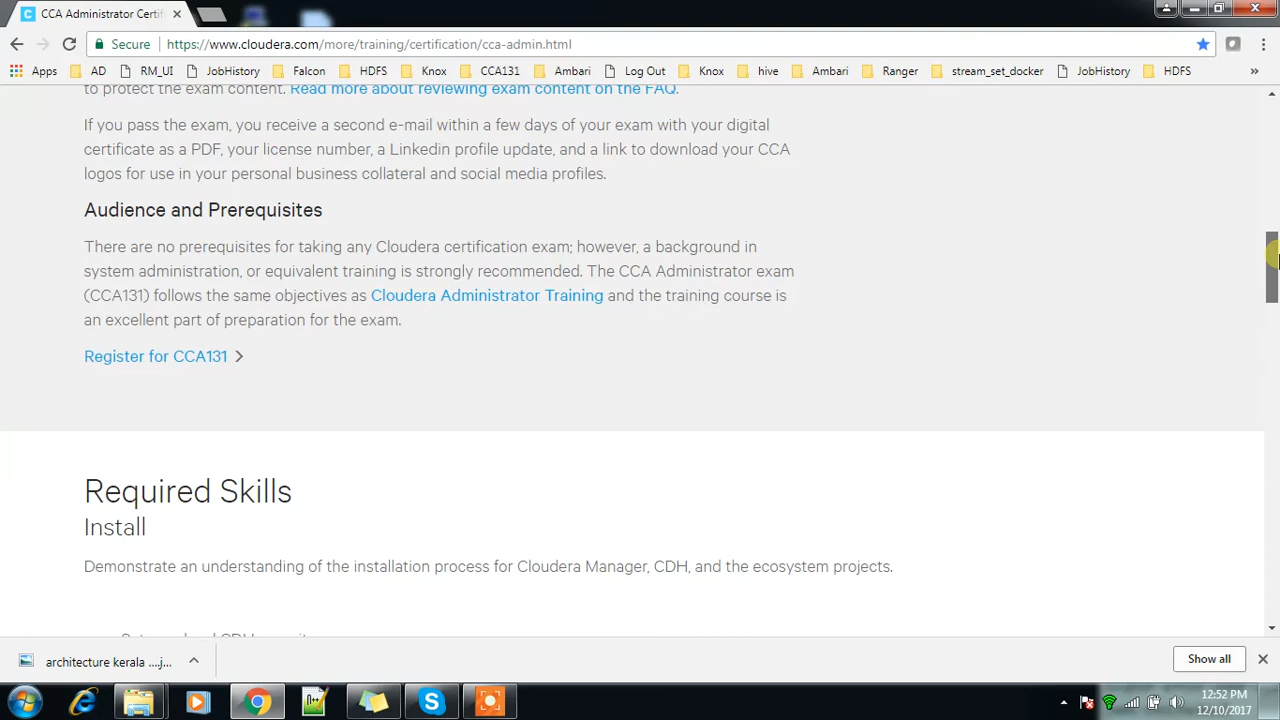 CCA Administrator Certif
Secure https://www.cloudera.com/more/training/certification/cca-admin.html
Apps AD RM_UI JobHistory Falcon HDFS Knox CCA131 Ambari Log Out Knox hive Ambari Ranger stream_set_docker JobHistory HDFS »
to protect the exam content. Read more about reviewing exam content on the FAQ.
If you pass the exam, you receive a second e-mail within a few days of your exam with your digital
certificate as a PDF, your license number, a Linkedin profile update, and a link to download your CCA
logos for use in your personal business collateral and social media profiles.
Audience and Prerequisites
There are no prerequisites for taking any Cloudera certification exam; however, a background in
system administration, or equivalent training is strongly recommended. The CCA Administrator exam
(CCA131) follows the same objectives as Cloudera Administrator Training and the training course is
an excellent part of preparation for the exam.
Register for CCA131
Required Skills
Install
Demonstrate an understanding of the installation process for Cloudera Manager, CDH, and the ecosystem projects.
architecture kerala ....j...
Show all
12:52 PM
12/10/2017